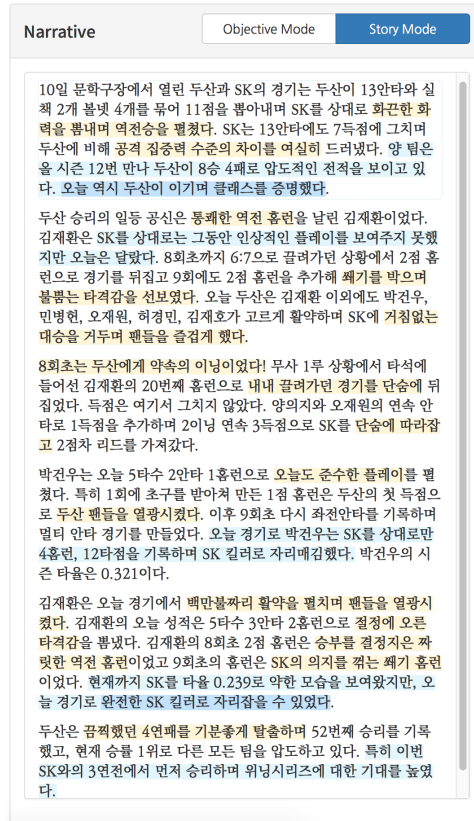 Narrative
Objective Mode
Story Mode
10일 문학구장에서 열린 두산과 SK의 경기는 두산이 13안타와 실
책 2개 볼넷 4개를 묶어 11점을 뽑아내며 SK를 상대로 화끈한 화
력을 뽐내며 역전승을 펼쳤다. SK는 13안타에도 7득점에 그치며
두산에 비해 공격 집중력 수준의 차이를 여실히 드러냈다. 양 팀은
올 시즌 12번 만나 두산이 8승 4패로 압도적인 전적을 보이고 있
다. 오늘 역시 두산이 이기며 클래스를 증명했다.
두산 승리의 일등 공신은 통쾌한 역전 홈런을 날린 김재환이었다.
김재환은 SK를 상대로는 그동안 인상적인 플레이를 보여주지 못했
지만 오늘은 달랐다. 8회초까지 6:7으로 끌려가던 상황에서 2점 홈
런으로 경기를 뒤집고 9회에도 2점 홈런을 추가해 쐐기를 박으며
불뿜는 타격감을 선보였다. 오늘 두산은 김재환 이외에도 박건우,
민병헌, 오재원, 허경민, 김재호가 고르게 활약하며 SK에 거침없는
대승을 거두며 팬들을 즐겁게 했다.
8회초는 두산에게 약속의 이닝이었다! 무사 1루 상황에서 타석에
들어선 김재환의 20번째 홈런으로 내내 끌려가던 경기를 단숨에 뒤
집었다. 득점은 여기서 그치지 않았다. 양의지와 오재원의 연속 안
타로 1득점을 추가하며 2이닝 연속 3득점으로 SK를 단숨에 따라잡
고 2점차 리드를 가져갔다.
박건우는 오늘 5타수 2안타 1홈런으로 오늘도 준수한 플레이를 펼
쳤다. 특히 1회에 초구를 받아쳐 만든 1점 홈런은 두산의 첫 득점으
로 두산 팬들을 열광시켰다. 이후 9회초 다시 좌전안타를 기록하며
멀티 안타 경기를 만들었다. 오늘 경기로 박건우는 SK를 상대로만
4홈런, 12타점을 기록하며 SK 킬러로 자리매김했다. 박건우의 시
즌 타율은 0.321이다.
김재환은 오늘 경기에서 백만불짜리 활약을 펼치며 팬들을 열광시
켰다. 김재환의 오늘 성적은 5타수 3안타 2홈런으로 절정에 오른
타격감을 뽐냈다. 김재환의 8회초 2점 홈런은 승부를 결정지은 짜
릿한 역전 홈런이었고 9회초의 홈런은 SK의 의지를 꺾는 쐐기 홈런
이었다. 현재까지 SK를 타율 0.239로 약한 모습을 보여왔지만, 오
늘 경기로 완전한 SK 킬러로 자리잡을 수 있었다.
두산은 끔찍했던 4연패를 기분좋게 탈출하며 52번째 승리를 기록
했고, 현재 승률 1위로 다른 모든 팀을 압도하고 있다. 특히 이번
SK와의 3연전에서 먼저 승리하며 위닝시리즈에 대한 기대를 높였
다.